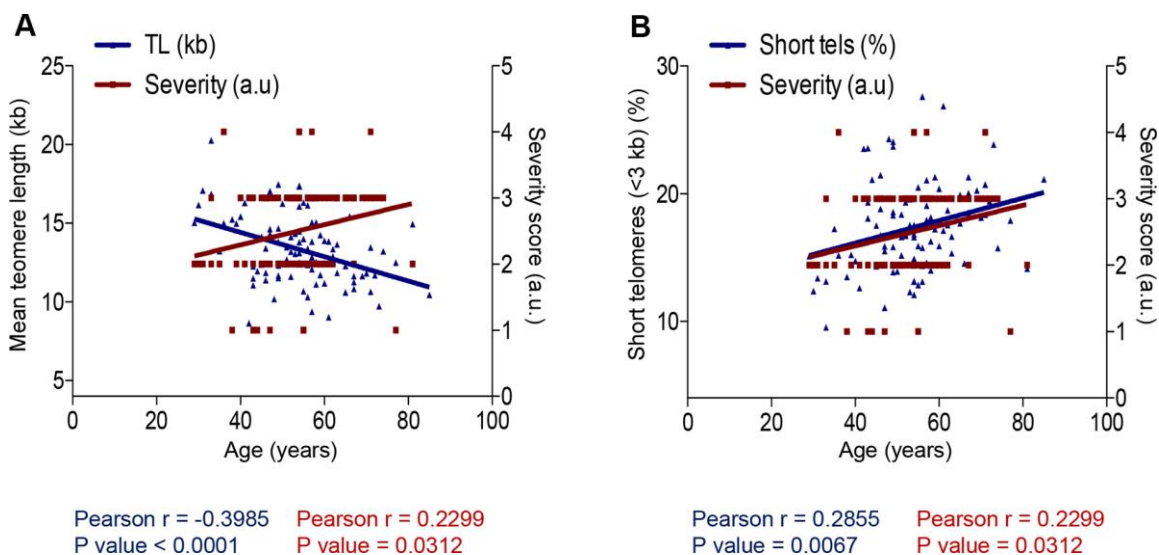 A
TL (kb)
Severity (a.u)
25
20
15
10
5
Mean teomere length (kb)
5
4
3
2
1
0
Severity score (a.u.)
0 20 40 60 80 100
Age (years)
Pearson r = -0.3985 Pearson r = 0.2299
P value < 0.0001 P value = 0.0312
B
Short tels (%)
Severity (a.u)
30
20
10
Short telomeres (<3 kb) (%)
5
4
3
2
1
0
Severity score (a.u.)
0 20 40 60 80 100
Age (years)
Pearson r = 0.2855 Pearson r = 0.2299
P value = 0.0067 P value = 0.0312